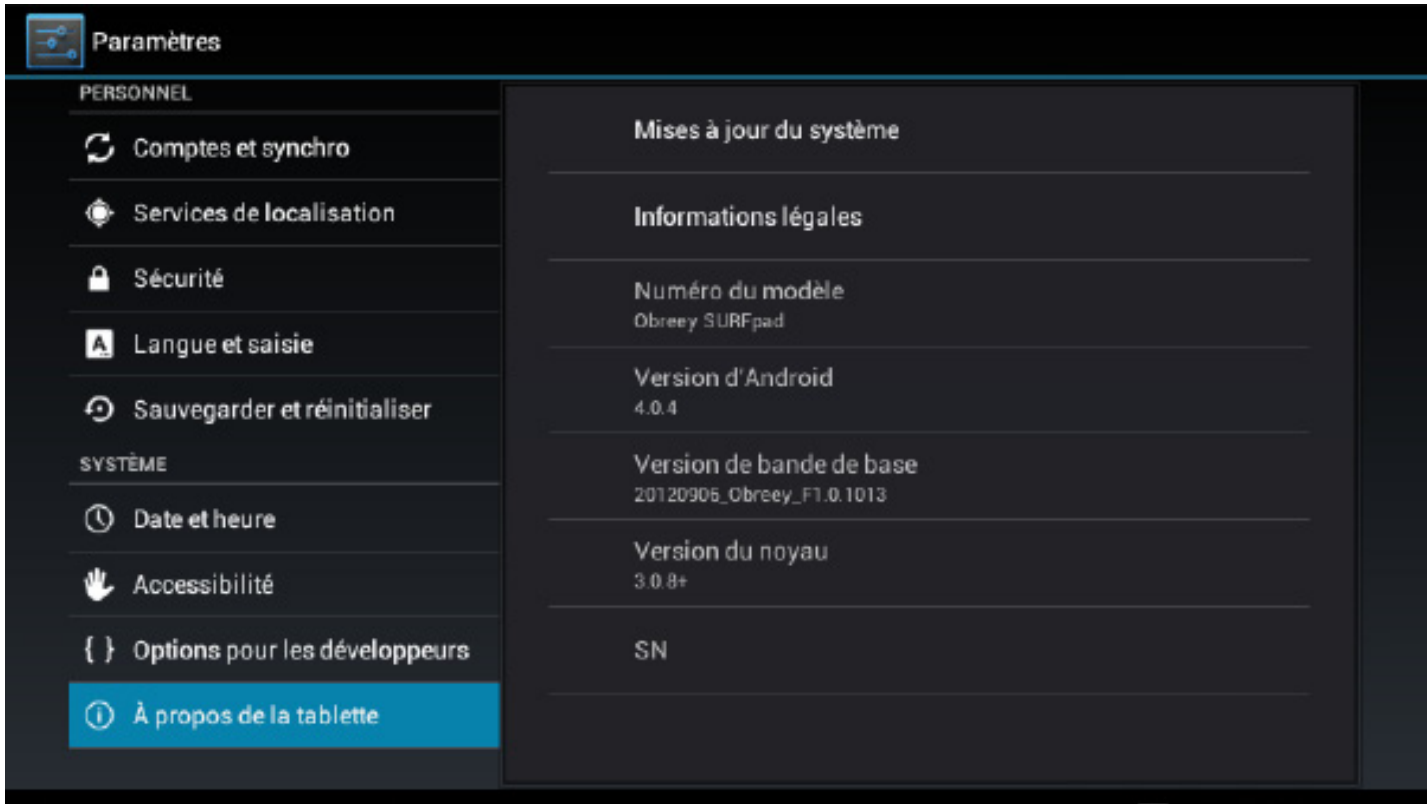 Paramètres
PERSONNEL
Comptes et synchro
Services de localisation
Sécurité
Langue et saisie
Sauvegarder et réinitialiser
SYSTÈME
Date et heure
Accessibilité
{ } Options pour les développeurs
À propos de la tablette
Mises à jour du système
Informations légales
Numéro du modèle
Obreey SURFpad
Version d'Android
4.0.4
Version de bande de base
20120906_Obreey_F1.0.1013
Version du noyau
3.0.8+
SN